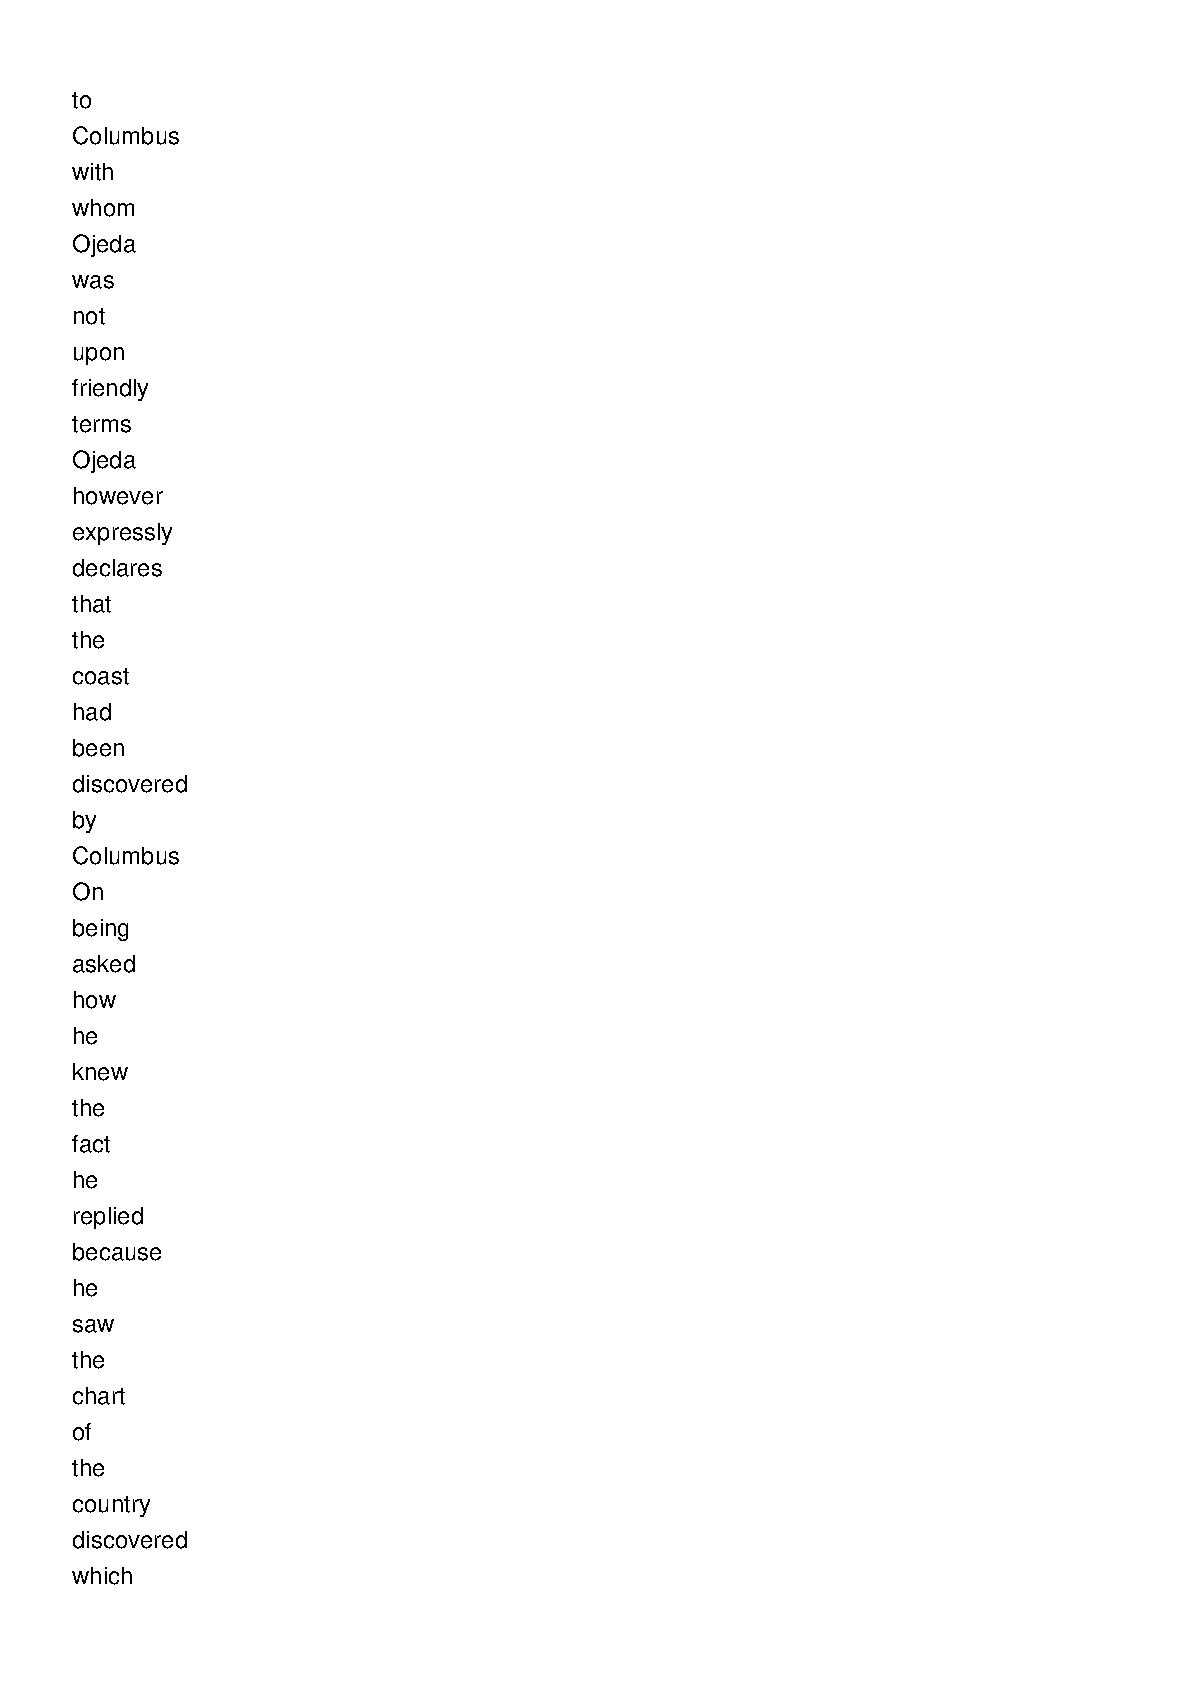 to
Columbus
with
whom
Ojeda
was
not
upon
friendly
terms
Ojeda
however
expressly
declares
that
the
coast
had
been
discovered
by
Columbus
On
being
asked
how
he
knew
the
fact
he
replied
because
he
saw
the
chart
of
the
country
discovered
which